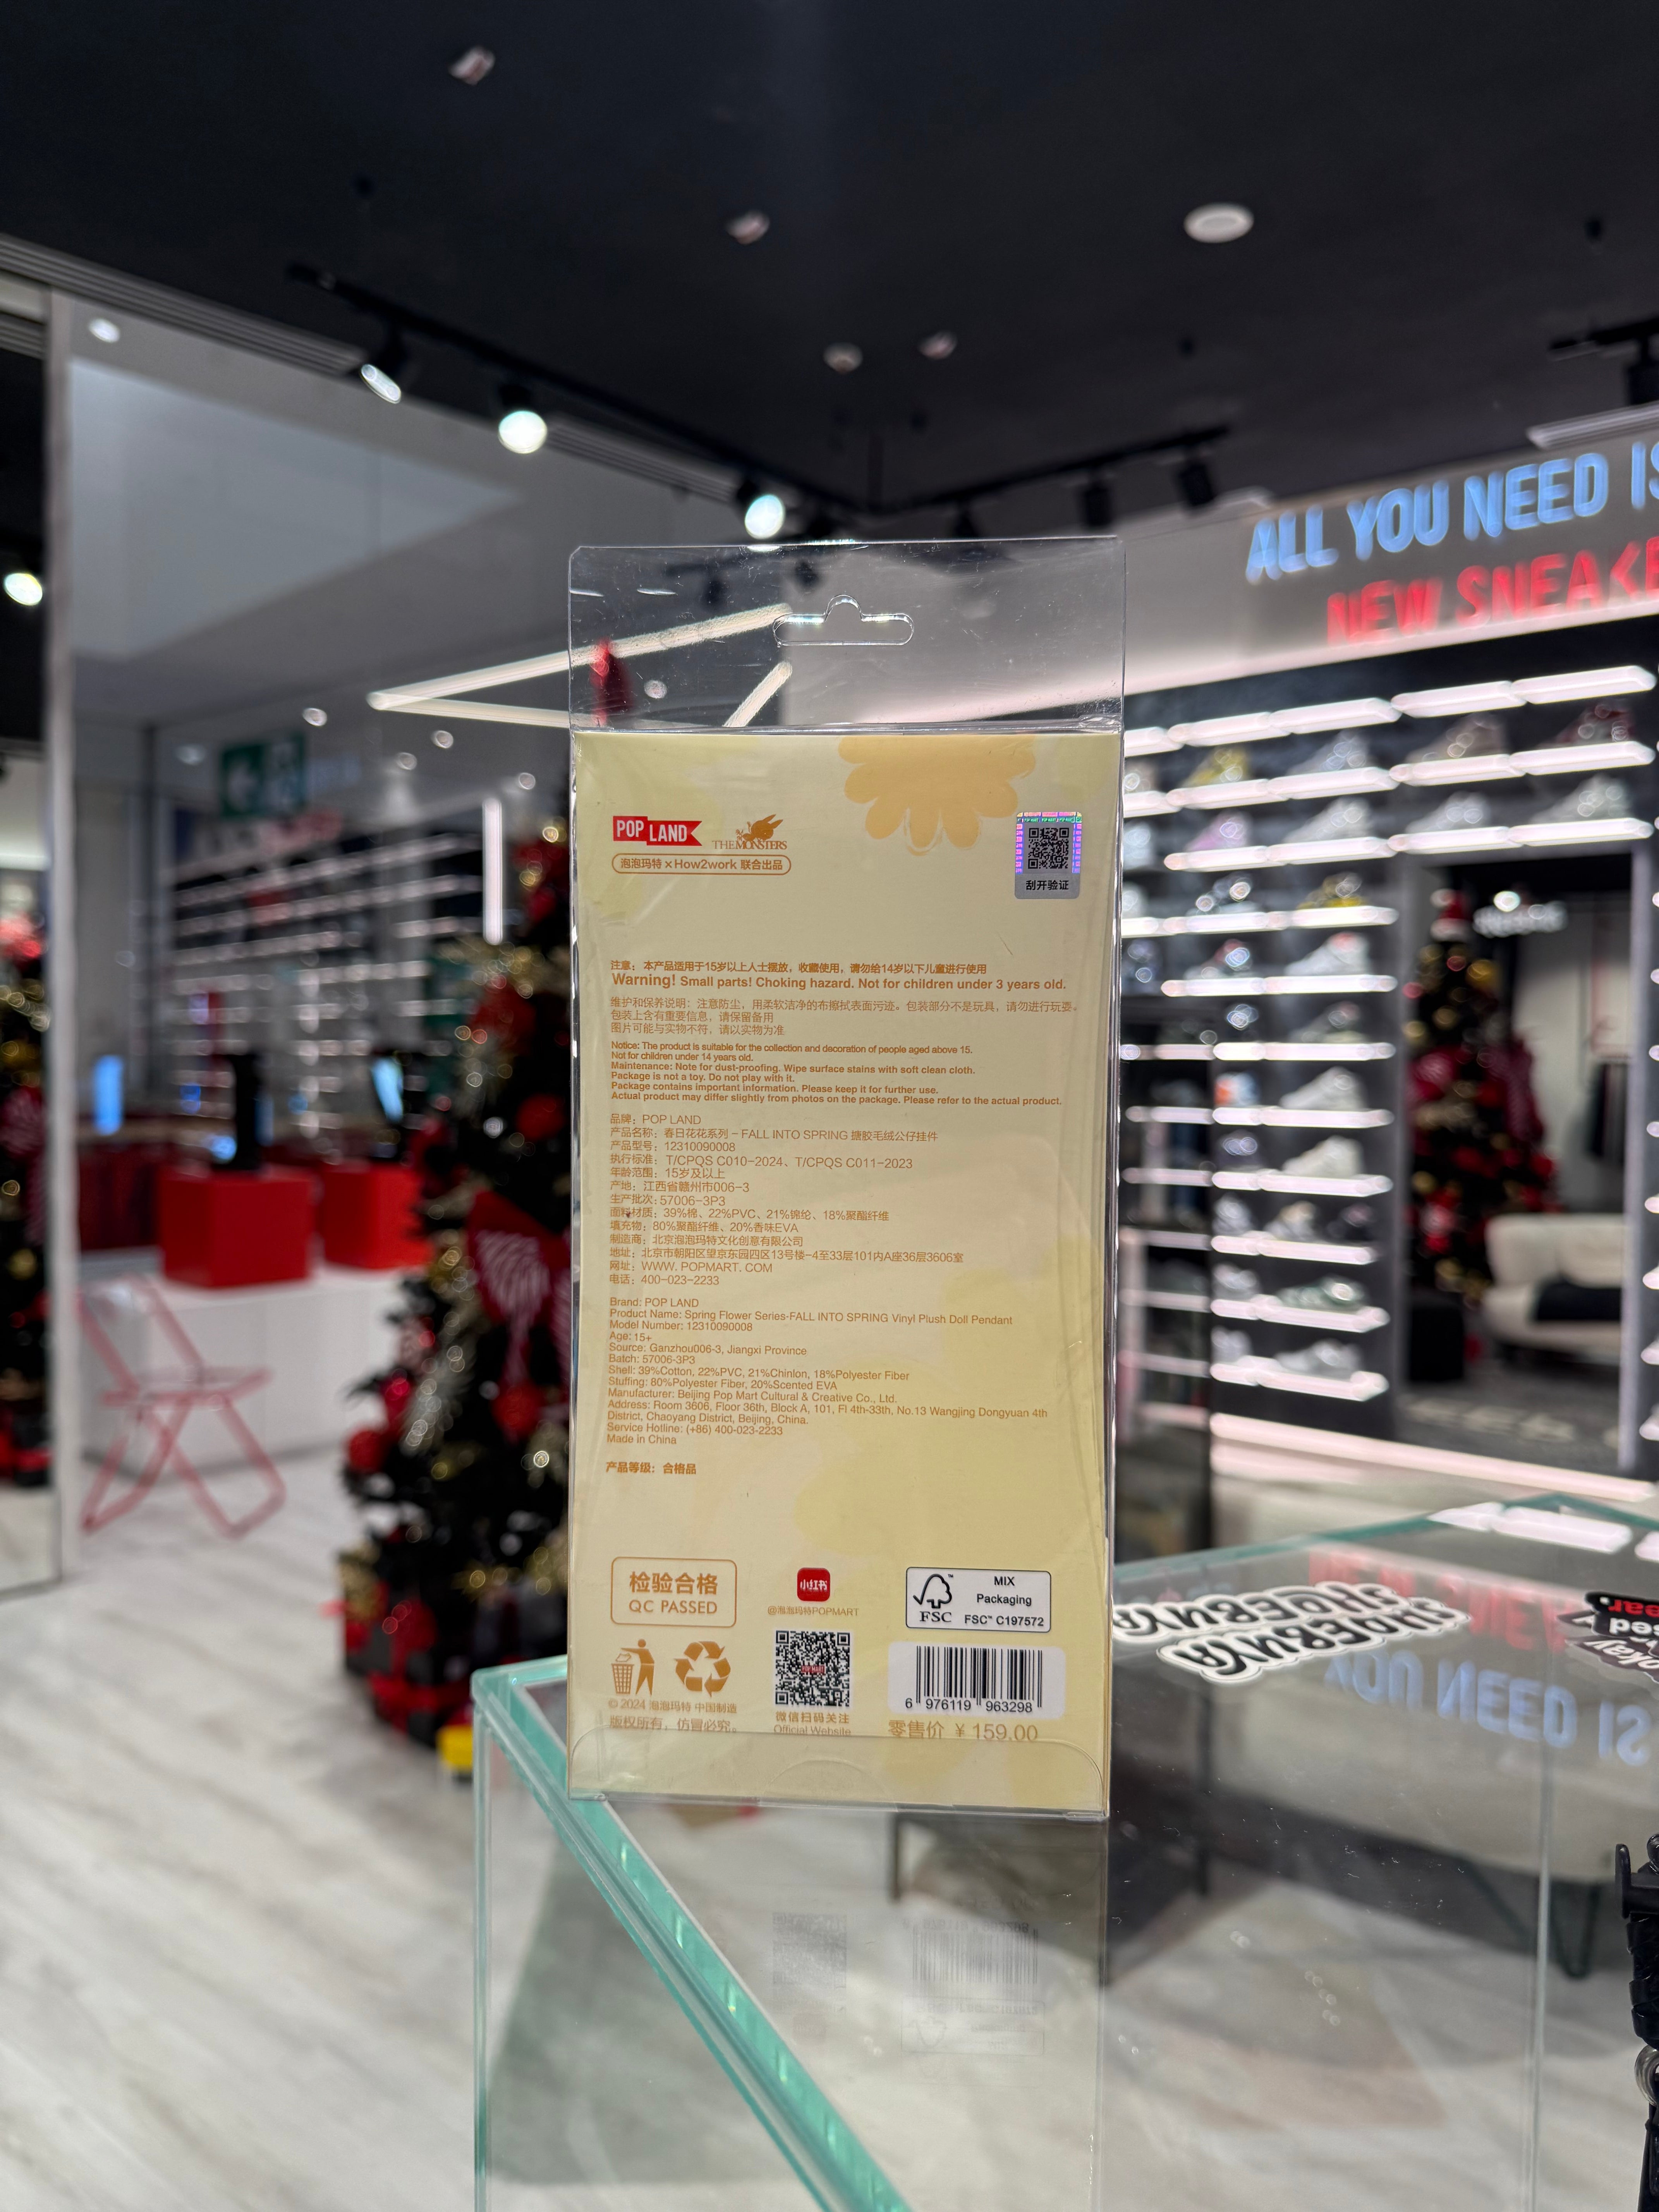 ALL YOU NEED IS
NEW SNEAKE
POP LAND
THE MONSTERS
泡泡玛特×How2work 联合出品
刮开验证
注意：本产品适用于15岁以上人士摆放，收藏使用，请勿给14岁以下儿童进行使用
Warning! Small parts! Choking hazard. Not for children under 3 years old.
维护和保养说明：注意防尘，用柔软洁净的布擦拭表面污迹。包装部分不是玩具，请勿进行玩耍。
包装上含有重要信息，请保留备用
图片可能与实物不符，请以实物为准
Notice: The product is suitable for the collection and decoration of people aged above 15.
Not for children under 14 years old.
Maintenance: Note for dust-proofing. Wipe surface stains with soft clean cloth.
Package is not a toy. Do not play with it.
Package contains important information. Please keep it for further use.
Actual product may differ slightly from photos on the package. Please refer to the actual product.
品牌：POP LAND
产品名称：春日花花系列 – FALL INTO SPRING 搪胶毛绒公仔挂件
产品型号：12310090008
执行标准：T/CPQS C010-2024、T/CPQS C011-2023
年龄范围：15岁及以上
产地：江西省赣州市006-3
生产批次：57006-3P3
面料材质：39%棉、22%PVC、21%锦纶、18%聚酯纤维
填充物：80%聚酯纤维、20%香味EVA
制造商：北京泡泡玛特文化创意有限公司
地址：北京市朝阳区望京东园四区13号楼-4至33层101内A座36层3606室
网址：WWW. POPMART. COM
电话：400-023-2233
Brand: POP LAND
Product Name: Spring Flower Series-FALL INTO SPRING Vinyl Plush Doll Pendant
Model Number: 12310090008
Age: 15+
Source: Ganzhou006-3, Jiangxi Province
Batch: 57006-3P3
Shell: 39%Cotton, 22%PVC, 21%Chinlon, 18%Polyester Fiber
Stuffing: 80%Polyester Fiber, 20%Scented EVA
Manufacturer: Beijing Pop Mart Cultural & Creative Co., Ltd.
Address: Room 3606, Floor 36th, Block A, 101, Fl 4th-33th, No.13 Wangjing Dongyuan 4th
District, Chaoyang District, Beijing, China.
Service Hotline: (+86) 400-023-2233
Made in China
产品等级：合格品
检验合格
QC PASSED
小红书
@泡泡玛特POPMART
FSC
MIX
Packaging
FSC™ C197572
© 2024 泡泡玛特 中国制造
版权所有，仿冒必究。
微信扫码关注
Official Website
6 976119 963298
零售价 ￥159.00
SUPEBUYA
SHOEBUYA